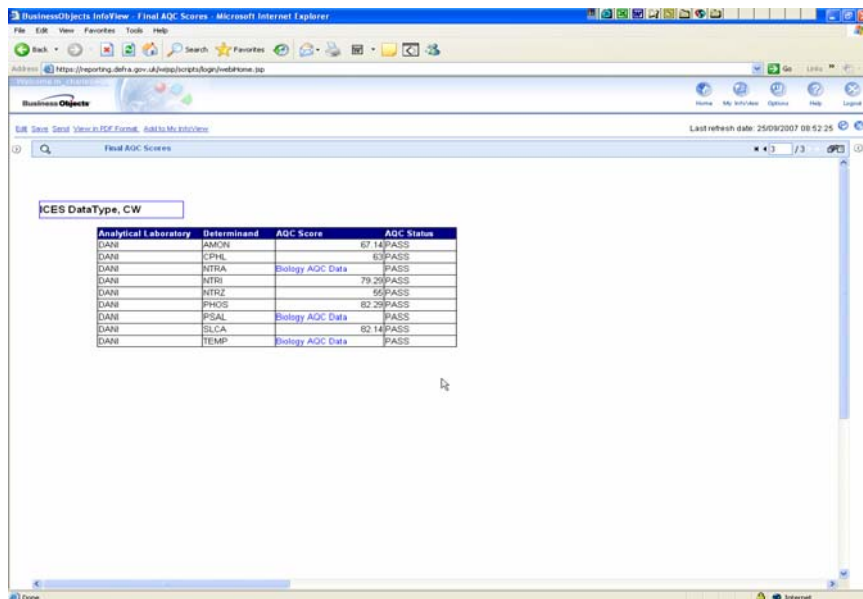 BusinessObjects InfoView - Final AQC Scores - Microsoft Internet Explorer
File Edit View Favorites Tools Help
Back Search Favorites
Address https://reporting.defra.gov.uk/wepp/scripts/login/webHome.jsp Go Links
Business Objects Home My InfoView Options Help Logout
Edit Save Send View in PDF Format Add to My InfoView Last refresh date: 25/09/2007 08:52:25
Final AQC Scores 3 /3
ICES DataType, CW
Analytical Laboratory Determinand AQC Score AQC Status
DANI AMON 67.14 PASS
DANI CPHL 63 PASS
DANI NTRA Biology AQC Data PASS
DANI NTRI 79.29 PASS
DANI NTRZ 55 PASS
DANI PHOS 82.29 PASS
DANI PSAL Biology AQC Data PASS
DANI SLCA 82.14 PASS
DANI TEMP Biology AQC Data PASS
Done Internet